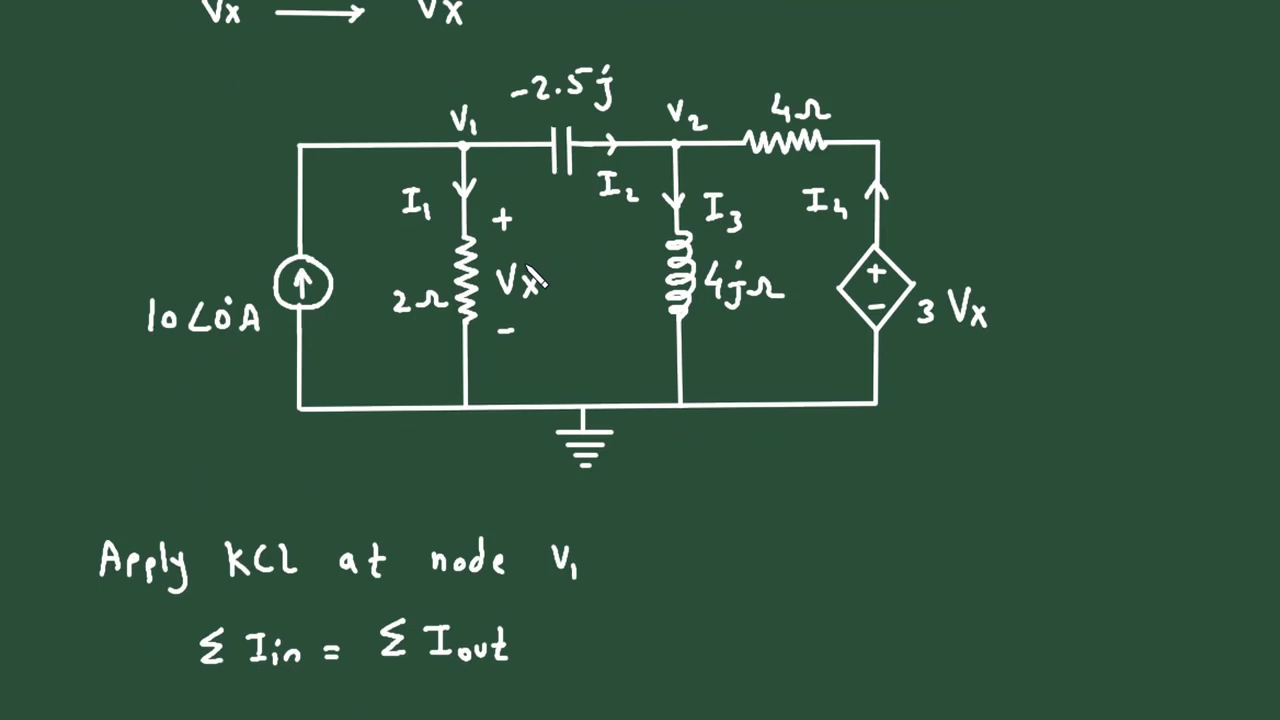 Vx ⟶ Vx
-2.5j
V₁
V₂
4Ω
I₁
I₂
I₃
I₄
+
Vx
-
2Ω
4jΩ
+
-
3 Vx
10∠0°A
Apply KCL at node V₁
Σ Iin = Σ Iout